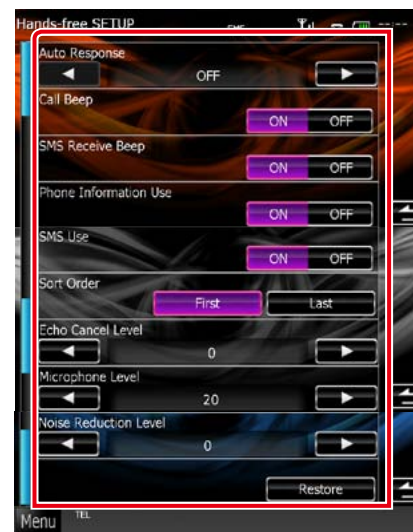 Hands-free SETUP SMS
Auto Response
OFF
Call Beep
ON OFF
SMS Receive Beep
ON OFF
Phone Information Use
ON OFF
SMS Use
ON OFF
Sort Order
First Last
Echo Cancel Level
0
Microphone Level
20
Noise Reduction Level
0
Restore
Menu TEL